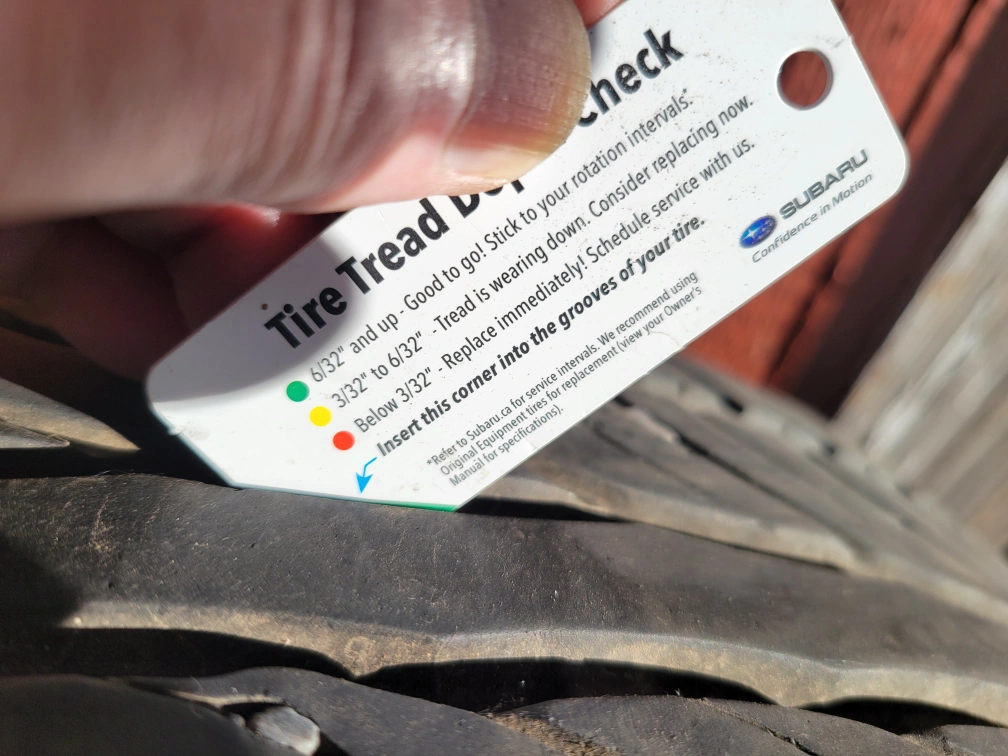 Tire Tread Check
6/32" and up - Good to go! Stick to your rotation intervals.*
3/32" to 6/32" - Tread is wearing down. Consider replacing now.
Below 3/32" - Replace immediately! Schedule service with us.
Insert this corner into the grooves of your tire.
*Refer to Subaru.ca for service intervals. We recommend using
Original Equipment tires for replacement (view your Owner's
Manual for specifications).
SUBARU
Confidence in Motion